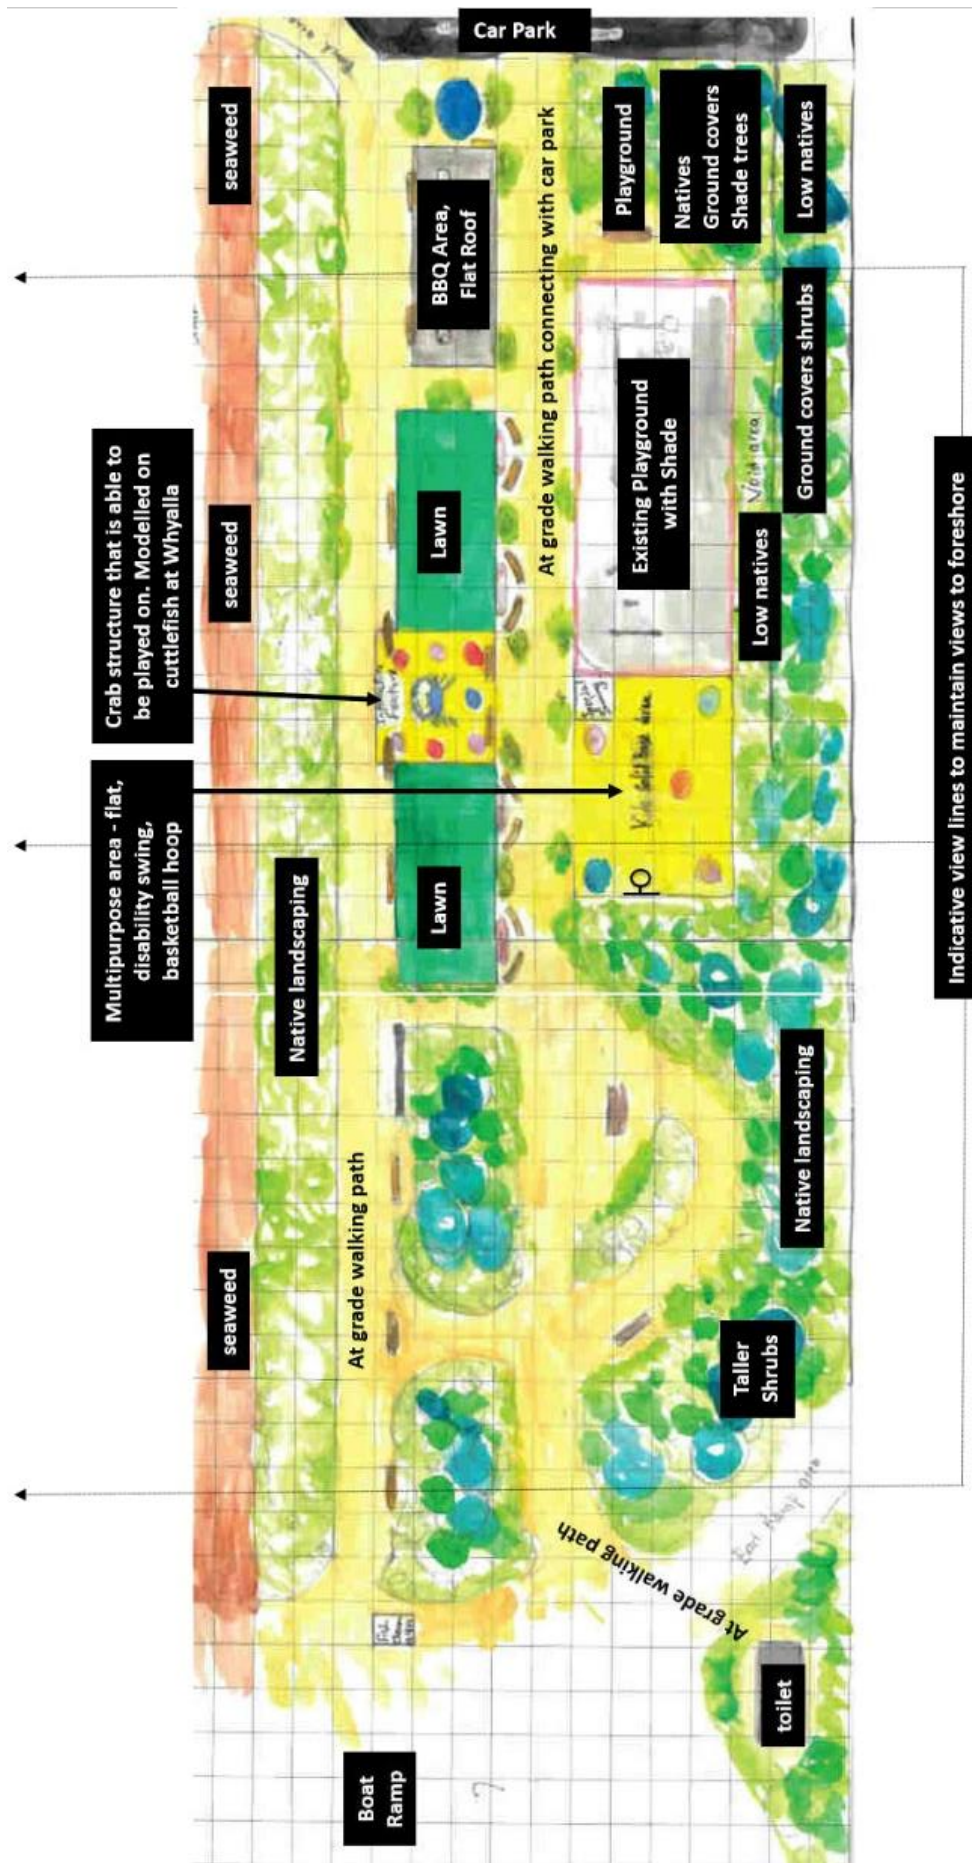 Car Park
seaweed
BBQ Area,
Flat Roof
Playground
Natives
Ground covers
Shade trees
Low natives
At grade walking path connecting with car park
Crab structure that is able to
be played on. Modelled on
cuttlefish at Whyalla
seaweed
Lawn
Existing Playground
with Shade
Ground covers shrubs
Void area
Low natives
Indicative view lines to maintain views to foreshore
Multipurpose area - flat,
disability swing,
basketball hoop
Lawn
Native landscaping
Native landscaping
At grade walking path
seaweed
Taller
Shrubs
At grade walking path
toilet
Boat
Ramp